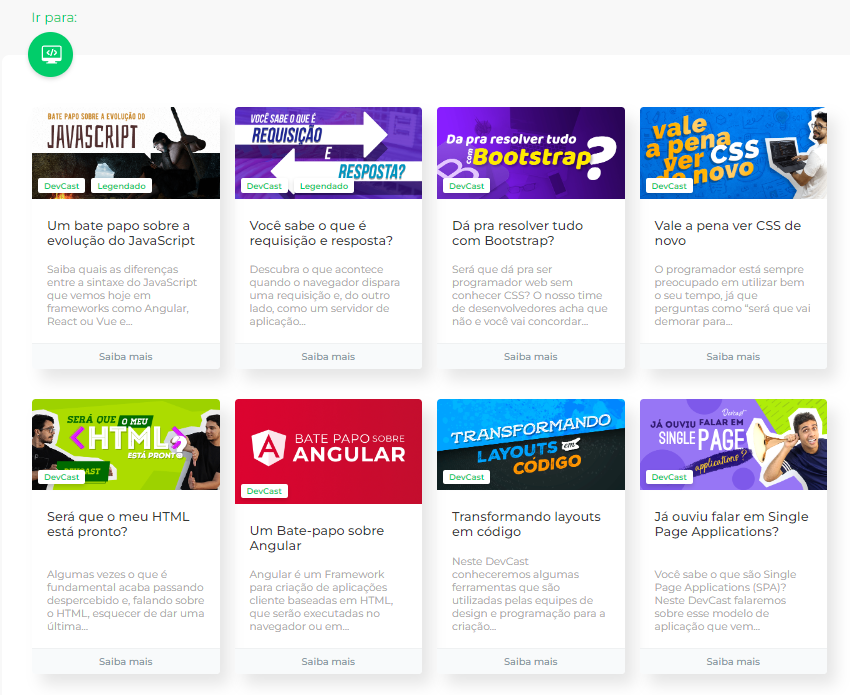 Ir para:
BATE PAPO SOBRE A EVOLUÇÃO DO
JAVASCRIPT
DevCast
Legendado
Um bate papo sobre a
evolução do JavaScript
Saiba quais as diferenças
entre a sintaxe do JavaScript
que vemos hoje em
frameworks como Angular,
React ou Vue e...
Saiba mais
VOCÊ SABE O QUE É
REQUISIÇÃO
E
RESPOSTA?
DevCast
Legendado
Você sabe o que é
requisição e resposta?
Descubra o que acontece
quando o navegador dispara
uma requisição e, do outro
lado, como um servidor de
aplicação...
Saiba mais
Da pra resolver tudo
com Bootstrap?
DevCast
Dá pra resolver tudo
com Bootstrap?
Será que dá pra ser
programador web sem
conhecer CSS? O nosso time
de desenvolvedores acha que
não e você vai concordar...
Saiba mais
vale
a pena
ver CSS
de novo
DevCast
Vale a pena ver CSS de
novo
O programador está sempre
preocupado em utilizar bem
o seu tempo, já que
perguntas como “será que vai
demorar para...
Saiba mais
SERÁ QUE O MEU
<HTML>
ESTÁ PRONTO?
DEVCAST
DevCast
Será que o meu HTML
está pronto?
Algumas vezes o que é
fundamental acaba passando
despercebido e, falando sobre
o HTML, esquecer de dar uma
última...
Saiba mais
A
BATE PAPO SOBRE
ANGULAR
DevCast
Um Bate-papo sobre
Angular
Angular é um Framework
para criação de aplicações
cliente baseadas em HTML,
que serão executadas no
navegador ou em...
Saiba mais
TRANSFORMANDO
LAYOUTS em
CÓDIGO
DevCast
Transformando layouts
em código
Neste DevCast
conheceremos algumas
ferramentas que são
utilizadas pelas equipes de
design e programação para a
criação...
Saiba mais
Devcast
JÁ OUVIU FALAR EM
SINGLE PAGE
applications?
DevCast
Já ouviu falar em Single
Page Applications?
Você sabe o que são Single
Page Applications (SPA)?
Neste DevCast falaremos
sobre esse modelo de
aplicação que vem...
Saiba mais